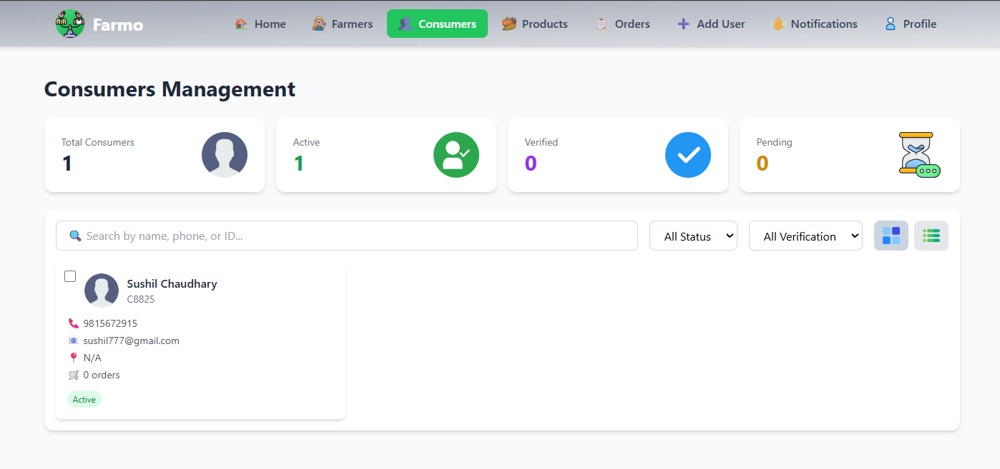 Farmo
Home
Farmers
Consumers
Products
Orders
Add User
Notifications
Profile
Consumers Management
Total Consumers
1
Active
1
Verified
0
Pending
0
Search by name, phone, or ID...
All Status
All Verification
Sushil Chaudhary
C8825
9815672915
sushil777@gmail.com
N/A
0 orders
Active